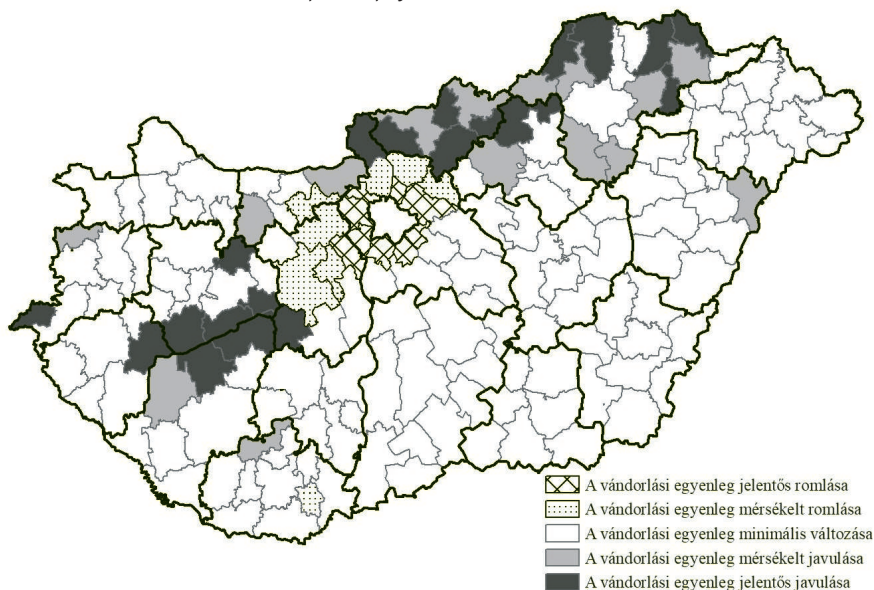 A vándorlási egyenleg jelentős romlása
A vándorlási egyenleg mérsékelt romlása
A vándorlási egyenleg minimális változása
A vándorlási egyenleg mérsékelt javulása
A vándorlási egyenleg jelentős javulása